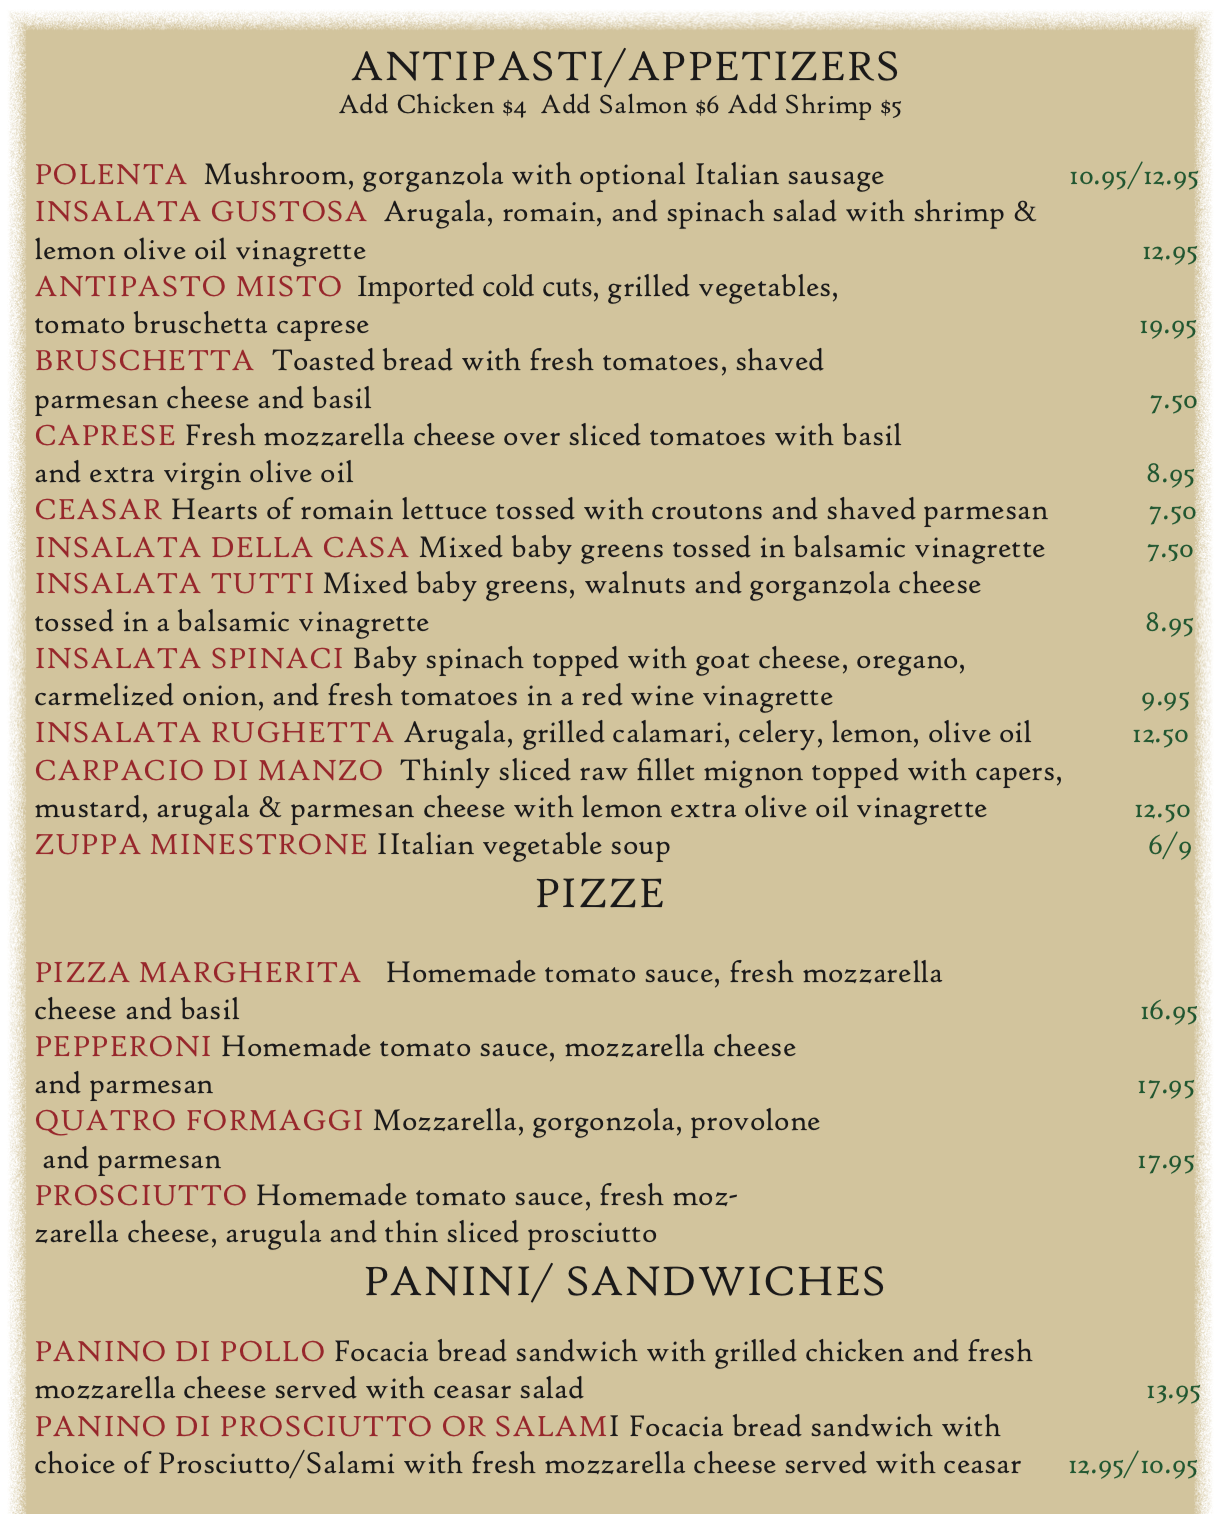 ANTIPASTI/APPETIZERS
Add Chicken $4  Add Salmon $6 Add Shrimp $5
POLENTA  Mushroom, gorganzola with optional Italian sausage 10.95/12.95
INSALATA GUSTOSA  Arugala, romain, and spinach salad with shrimp &
lemon olive oil vinagrette 12.95
ANTIPASTO MISTO  Imported cold cuts, grilled vegetables,
tomato bruschetta caprese 19.95
BRUSCHETTA  Toasted bread with fresh tomatoes, shaved
parmesan cheese and basil 7.50
CAPRESE Fresh mozzarella cheese over sliced tomatoes with basil
and extra virgin olive oil 8.95
CEASAR Hearts of romain lettuce tossed with croutons and shaved parmesan 7.50
INSALATA DELLA CASA Mixed baby greens tossed in balsamic vinagrette 7.50
INSALATA TUTTI Mixed baby greens, walnuts and gorganzola cheese
tossed in a balsamic vinagrette 8.95
INSALATA SPINACI Baby spinach topped with goat cheese, oregano,
carmelized onion, and fresh tomatoes in a red wine vinagrette 9.95
INSALATA RUGHETTA Arugala, grilled calamari, celery, lemon, olive oil 12.50
CARPACIO DI MANZO  Thinly sliced raw fillet mignon topped with capers,
mustard, arugala & parmesan cheese with lemon extra olive oil vinagrette 12.50
ZUPPA MINESTRONE IItalian vegetable soup 6/9
PIZZE
PIZZA MARGHERITA   Homemade tomato sauce, fresh mozzarella
cheese and basil 16.95
PEPPERONI Homemade tomato sauce, mozzarella cheese
and parmesan 17.95
QUATRO FORMAGGI Mozzarella, gorgonzola, provolone
and parmesan 17.95
PROSCIUTTO Homemade tomato sauce, fresh moz-
zarella cheese, arugula and thin sliced prosciutto
PANINI/ SANDWICHES
PANINO DI POLLO Focacia bread sandwich with grilled chicken and fresh
mozzarella cheese served with ceasar salad 13.95
PANINO DI PROSCIUTTO OR SALAMI Focacia bread sandwich with
choice of Prosciutto/Salami with fresh mozzarella cheese served with ceasar 12.95/10.95